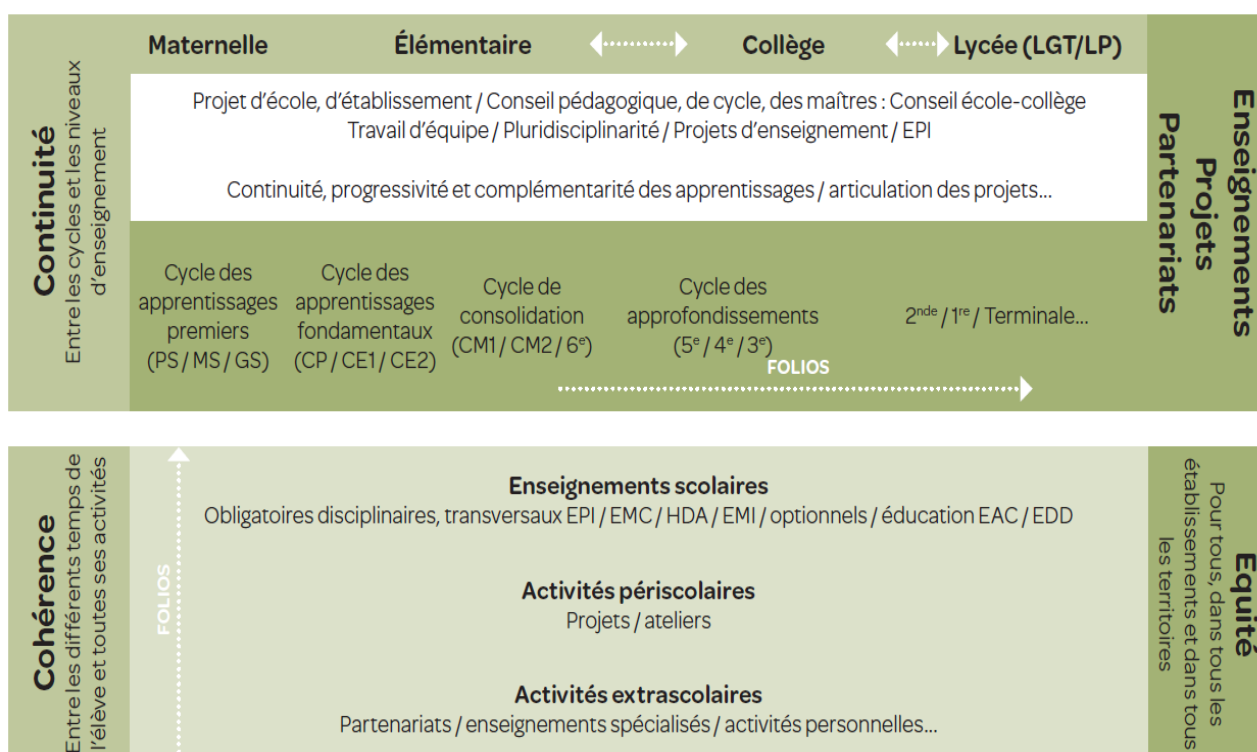 Maternelle
Élémentaire
Collège
Lycée (LGT/LP)
Continuité
Entre les cycles et les niveaux
d'enseignement
Projet d'école, d'établissement / Conseil pédagogique, de cycle, des maîtres : Conseil école-collège
Travail d'équipe / Pluridisciplinarité / Projets d'enseignement / EPI
Continuité, progressivité et complémentarité des apprentissages / articulation des projets...
Cycle des
apprentissages
premiers
(PS / MS / GS)
Cycle des
apprentissages
fondamentaux
(CP / CE1 / CE2)
Cycle de
consolidation
(CM1 / CM2 / 6e)
Cycle des
approfondissements
(5e / 4e / 3e)
2nde / 1re / Terminale...
FOLIOS
Enseignements
Projets
Partenariats
Cohérence
Entre les différents temps de
l'élève et toutes ses activités
FOLIOS
Enseignements scolaires
Obligatoires disciplinaires, transversaux EPI / EMC / HDA / EMI / optionnels / éducation EAC / EDD
Activités périscolaires
Projets / ateliers
Activités extrascolaires
Partenariats / enseignements spécialisés / activités personnelles...
Equité
Pour tous, dans tous les
établissements et dans tous
les territoires